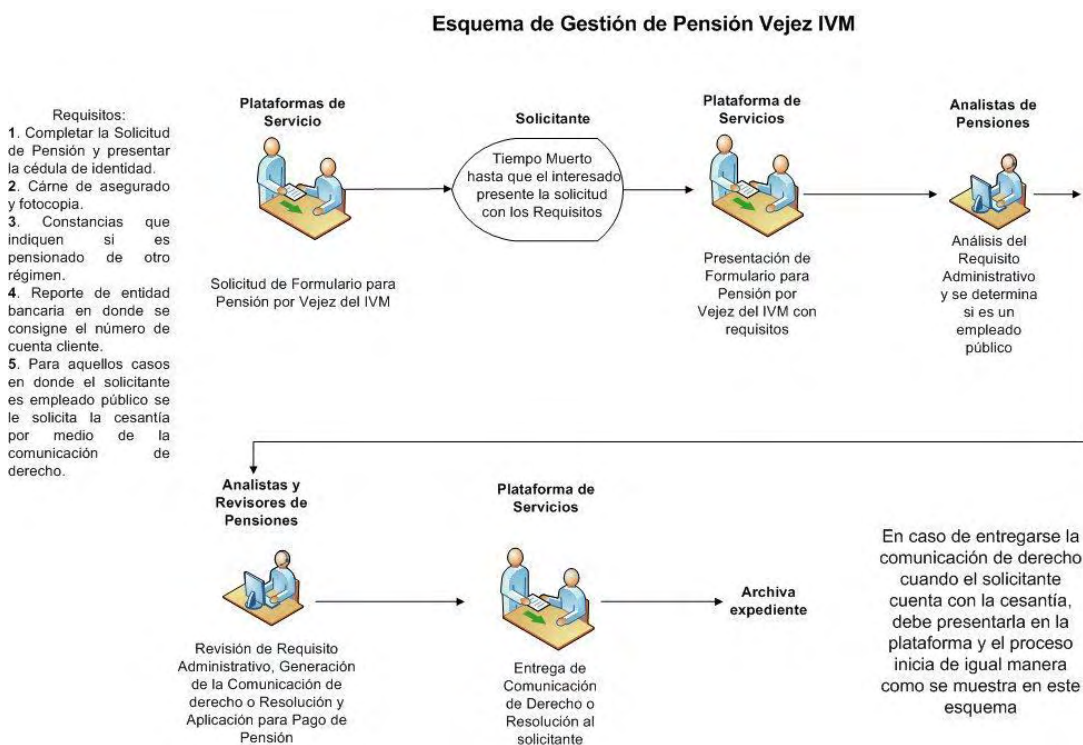 Esquema de Gestión de Pensión Vejez IVM
Requisitos:
1. Completar la Solicitud
de Pensión y presentar
la cédula de identidad.
2. Cárne de asegurado
y fotocopia.
3. Constancias que
indiquen si es
pensionado de otro
régimen.
4. Reporte de entidad
bancaria en donde se
consigne el número de
cuenta cliente.
5. Para aquellos casos
en donde el solicitante
es empleado público se
le solicita la cesantía
por medio de la
comunicación de
derecho.
Plataformas de
Servicio
Solicitud de Formulario para
Pensión por Vejez del IVM
Solicitante
Tiempo Muerto
hasta que el interesado
presente la solicitud
con los Requisitos
Plataforma de
Servicios
Presentación de
Formulario para
Pensión por
Vejez del IVM con
requisitos
Analistas de
Pensiones
Análisis del
Requisito
Administrativo
y se determina
si es un
empleado
público
Analistas y
Revisores de
Pensiones
Revisión de Requisito
Administrativo, Generación
de la Comunicación de
derecho o Resolución y
Aplicación para Pago de
Pensión
Plataforma de
Servicios
Entrega de
Comunicación
de Derecho o
Resolución al
solicitante
Archiva
expediente
En caso de entregarse la
comunicación de derecho
cuando el solicitante
cuenta con la cesantía,
debe presentarla en la
plataforma y el proceso
inicia de igual manera
como se muestra en este
esquema